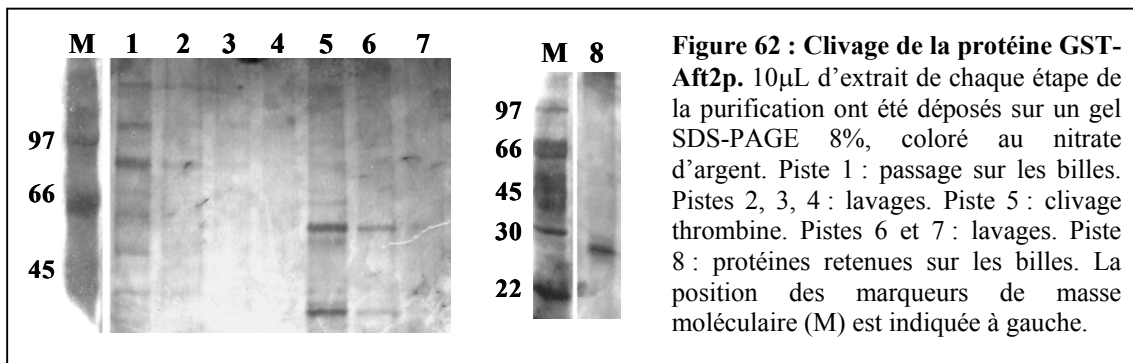 M 1 2 3 4 5 6 7
97
66
45
M 8
97
66
45
30
22
Figure 62 : Clivage de la protéine GST-
Aft2p. 10µL d'extrait de chaque étape de
la purification ont été déposés sur un gel
SDS-PAGE 8%, coloré au nitrate
d'argent. Piste 1 : passage sur les billes.
Pistes 2, 3, 4 : lavages. Piste 5 : clivage
thrombine. Pistes 6 et 7 : lavages. Piste
8 : protéines retenues sur les billes. La
position des marqueurs de masse
moléculaire (M) est indiquée à gauche.